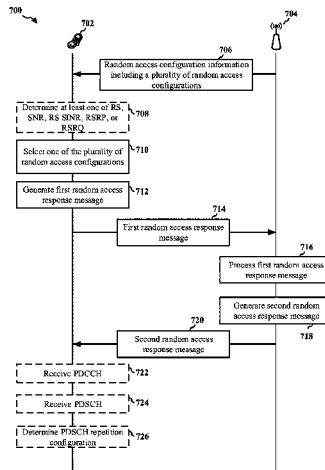 700
702
704
706
Random access configuration information
including a plurality of random access
configurations
Determine at least one of RS,
SNR, RS SINR, RSRP, or
RSRQ
708
Select one of the plurality of
random access configurations
710
Generate first random access
response message
712
714
First random access response
message
716
Process first random access
response message
Generate second random
access response message
718
720
Second random access
response message
Receive PDCCH
722
Receive PDSCH
724
Determine PDSCH repetition
configuration
726